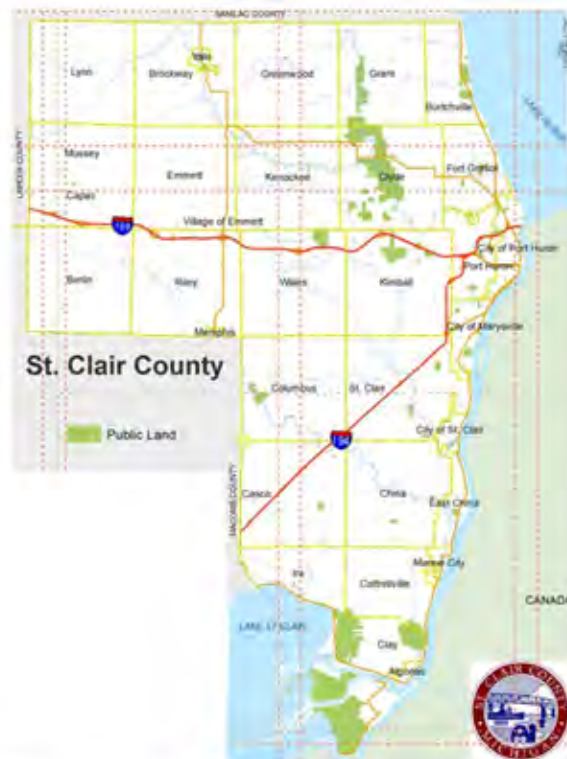 SANILAC COUNTY
Lynn
Brockway
Yale
Greenwood
Grant
Burtchville
LAKE HURON
LAPEER COUNTY
Mussey
Capac
Emmett
Kenockee
Clyde
Fort Gratiot
Village of Emmett
69
City of Port Huron
Port Huron
Berlin
Riley
Wales
Kimball
Memphis
City of Marysville
St. Clair County
Columbus
St. Clair
Public Land
94
City of St. Clair
MACOMB COUNTY
Casco
China
East China
Marine City
Ira
Cottrellville
CANADA
LAKE ST CLAIR
Clay
Algonac
ST. CLAIR COUNTY
MICHIGAN